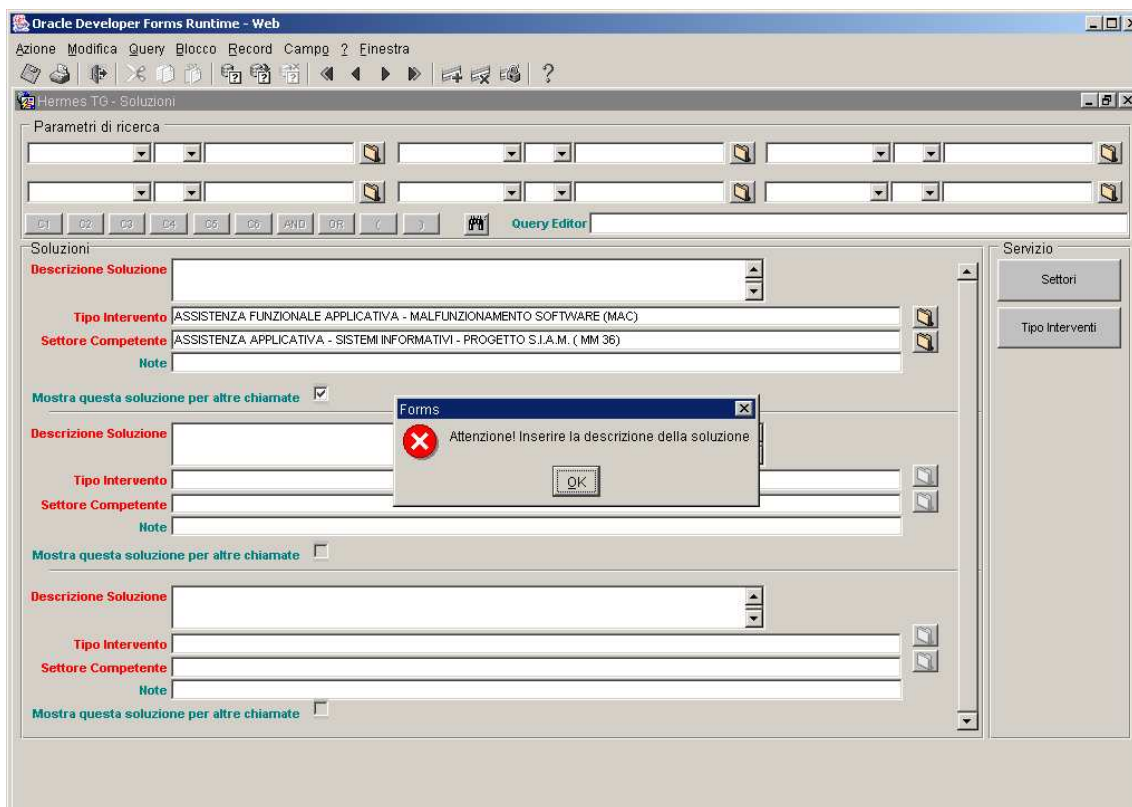 Oracle Developer Forms Runtime - Web
Azione Modifica Query Blocco Record Campo ? Finestra
Hermes TG - Soluzioni
Parametri di ricerca
C1 C2 C3 C4 C5 C6 AND OR ( ) Query Editor
Soluzioni
Servizio
Descrizione Soluzione
Settori
Tipo Intervento ASSISTENZA FUNZIONALE APPLICATIVA - MALFUNZIONAMENTO SOFTWARE (MAC)
Tipo Interventi
Settore Competente ASSISTENZA APPLICATIVA - SISTEMI INFORMATIVI - PROGETTO S.I.A.M. ( MM 36)
Note
Mostra questa soluzione per altre chiamate
Forms
Attenzione! Inserire la descrizione della soluzione
OK
Descrizione Soluzione
Tipo Intervento
Settore Competente
Note
Mostra questa soluzione per altre chiamate
Descrizione Soluzione
Tipo Intervento
Settore Competente
Note
Mostra questa soluzione per altre chiamate